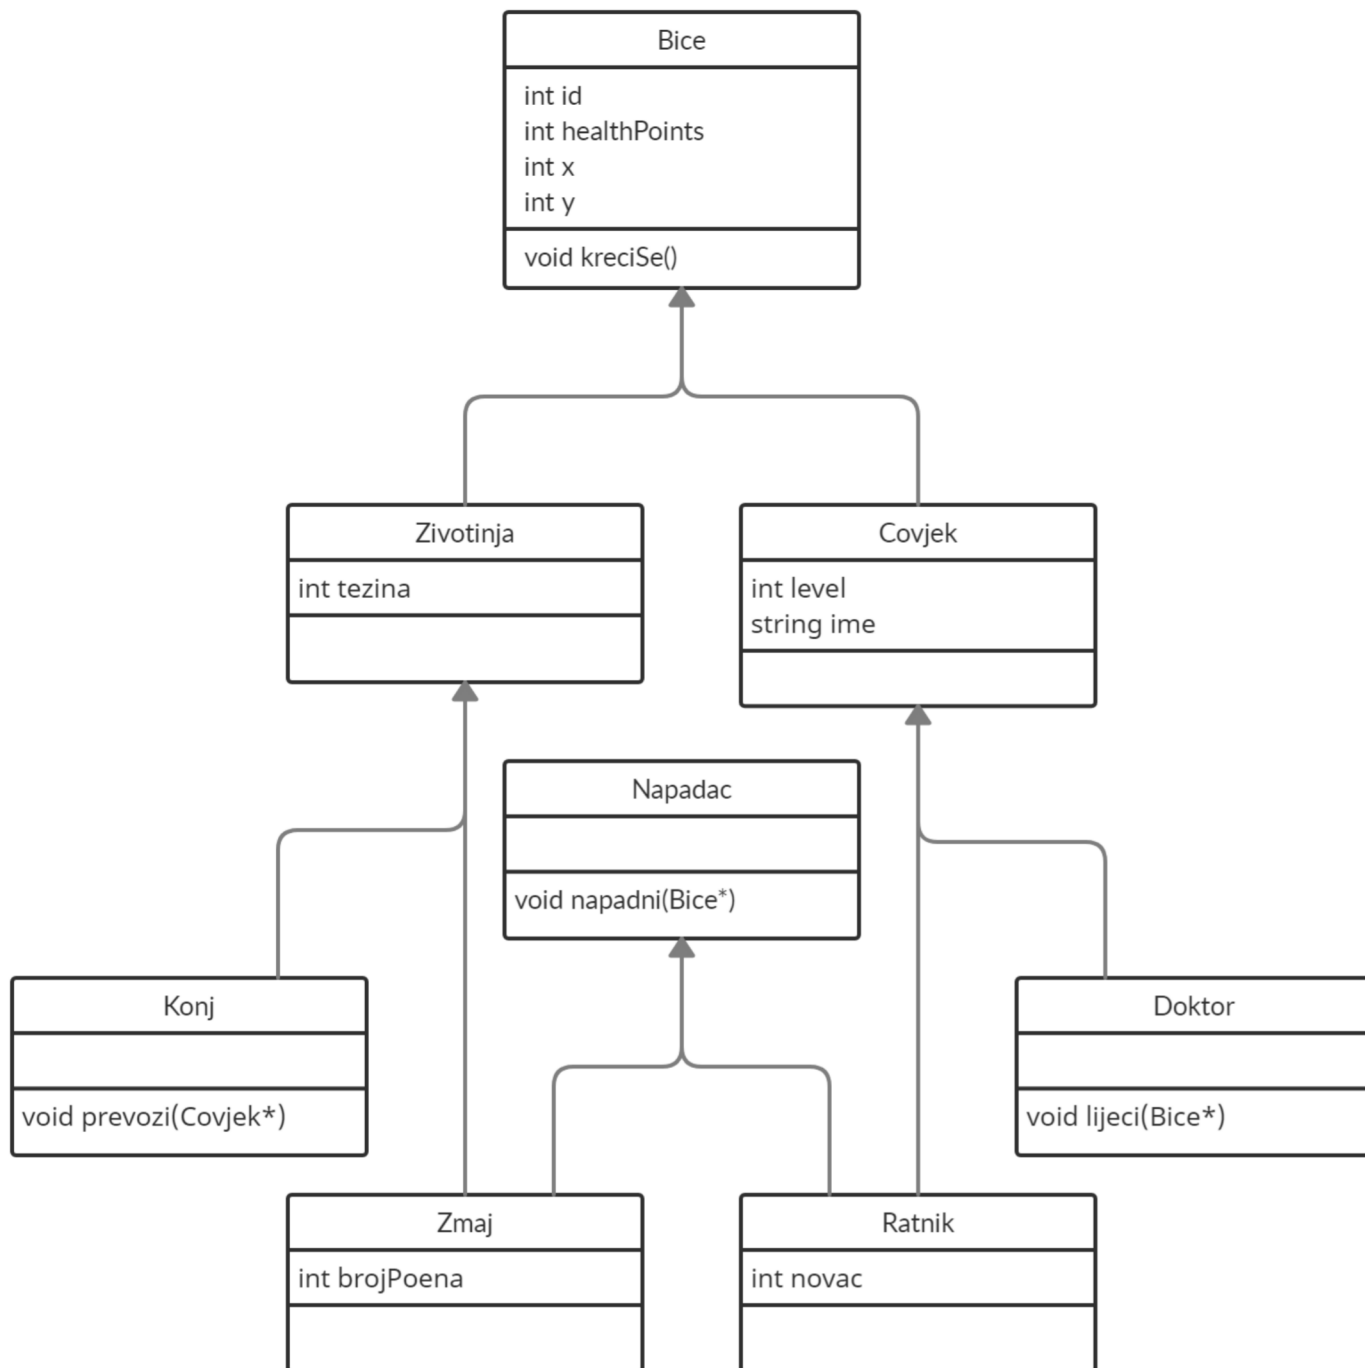 Bice
int id
int healthPoints
int x
int y
void kreciSe()
Zivotinja
int tezina
Covjek
int level
string ime
Napadac
void napadni(Bice*)
Konj
void prevozi(Covjek*)
Doktor
void lijeci(Bice*)
Zmaj
int brojPoena
Ratnik
int novac